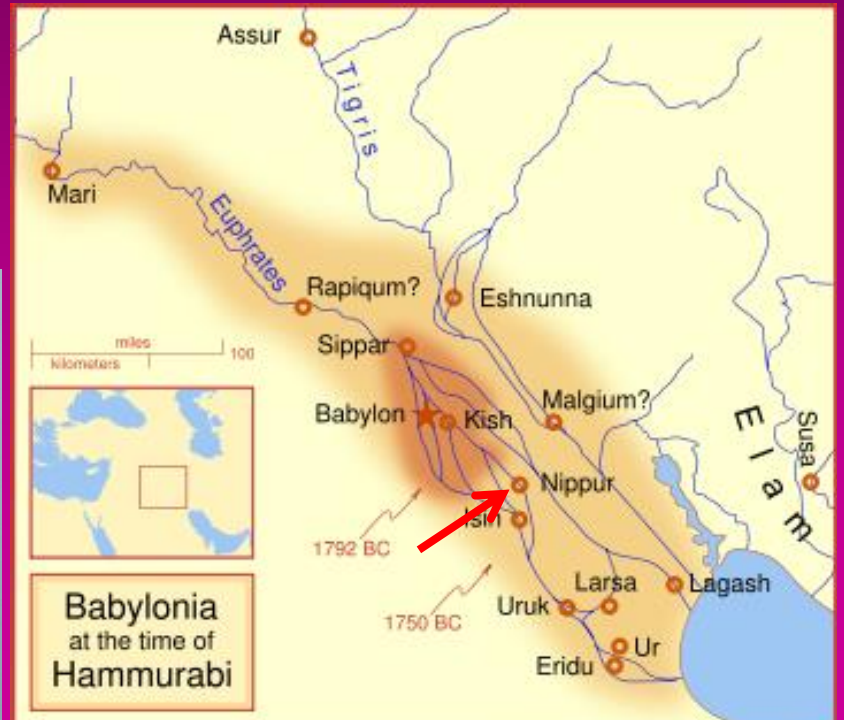 Assur
Tigris
Mari
Euphrates
Rapiqum?
Eshnunna
miles
kilometers
100
Sippar
Babylon
Kish
Malgium?
Elam
Susa
Nippur
Isin
1792 BC
1750 BC
Larsa
Lagash
Uruk
Ur
Eridu
Babylonia
at the time of
Hammurabi